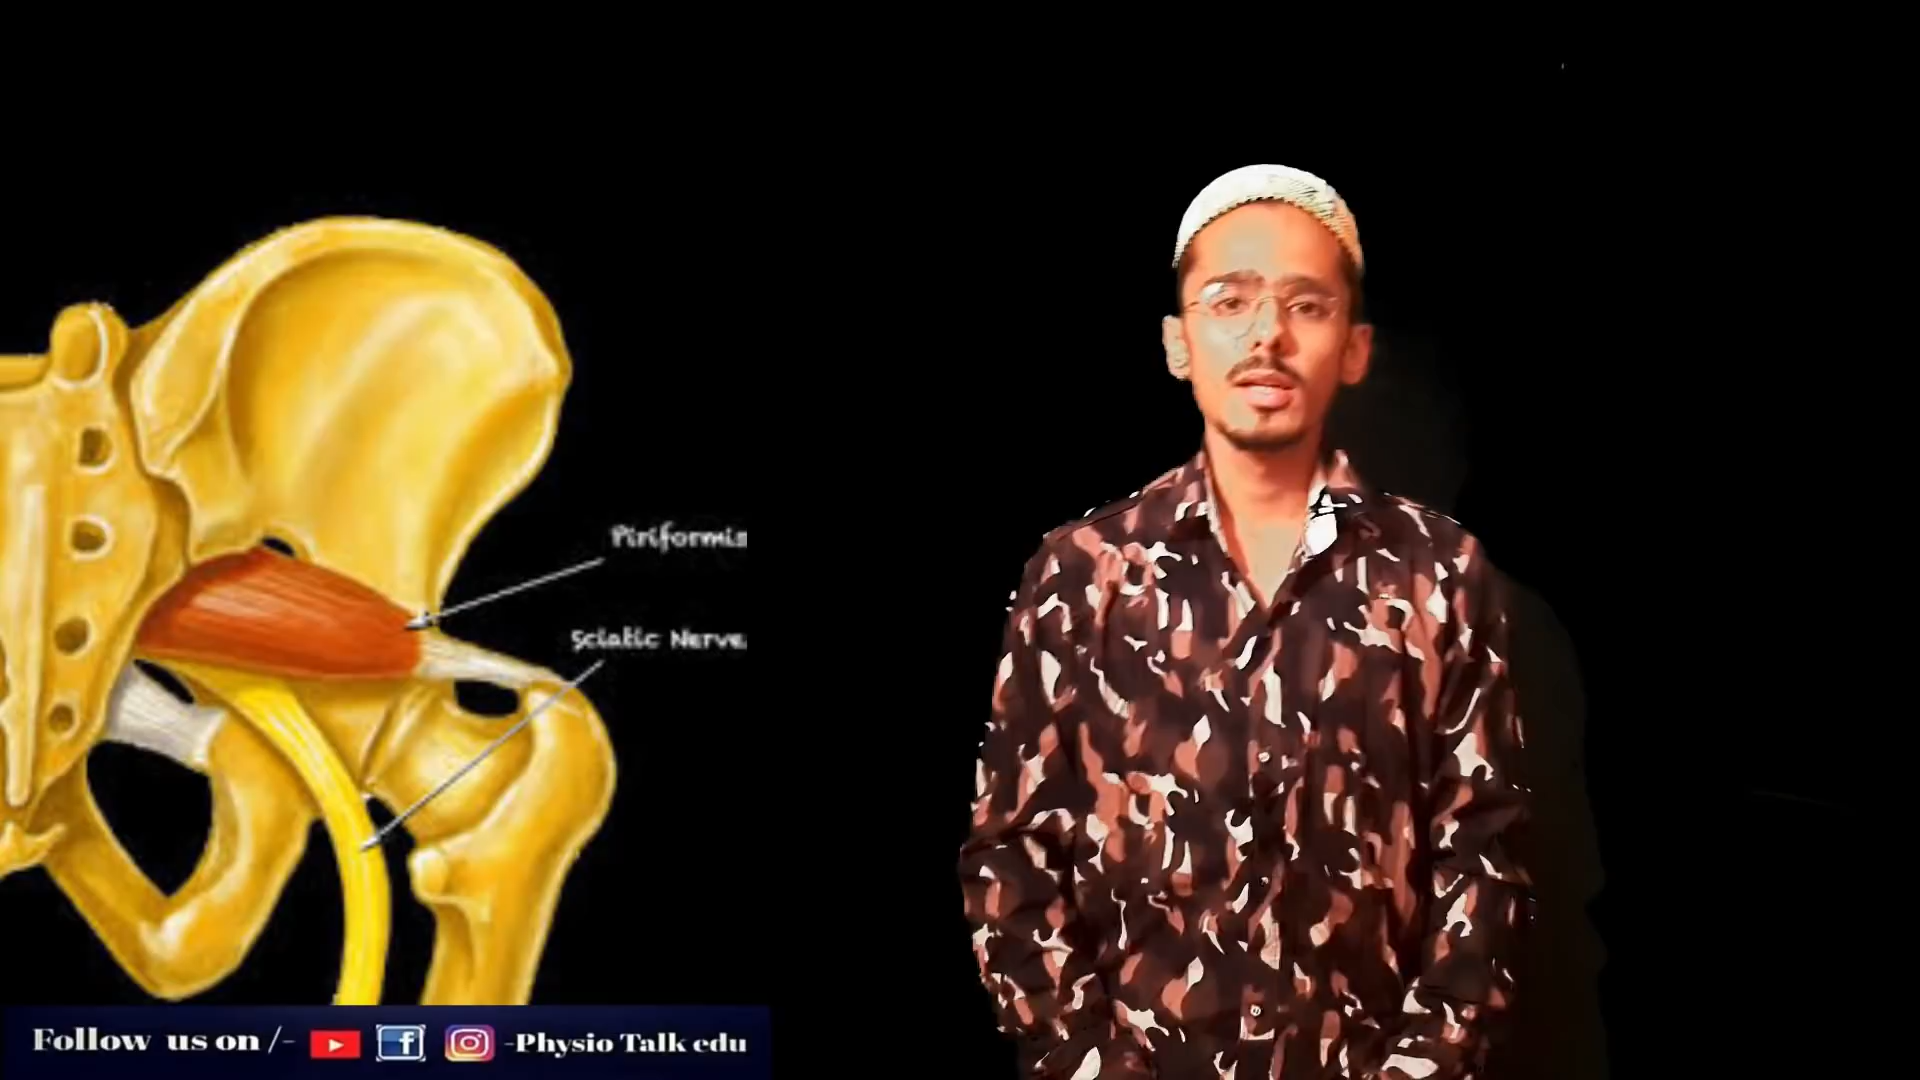 Piriformis
Sciatic Nerve
Follow us on /- -Physio Talk edu